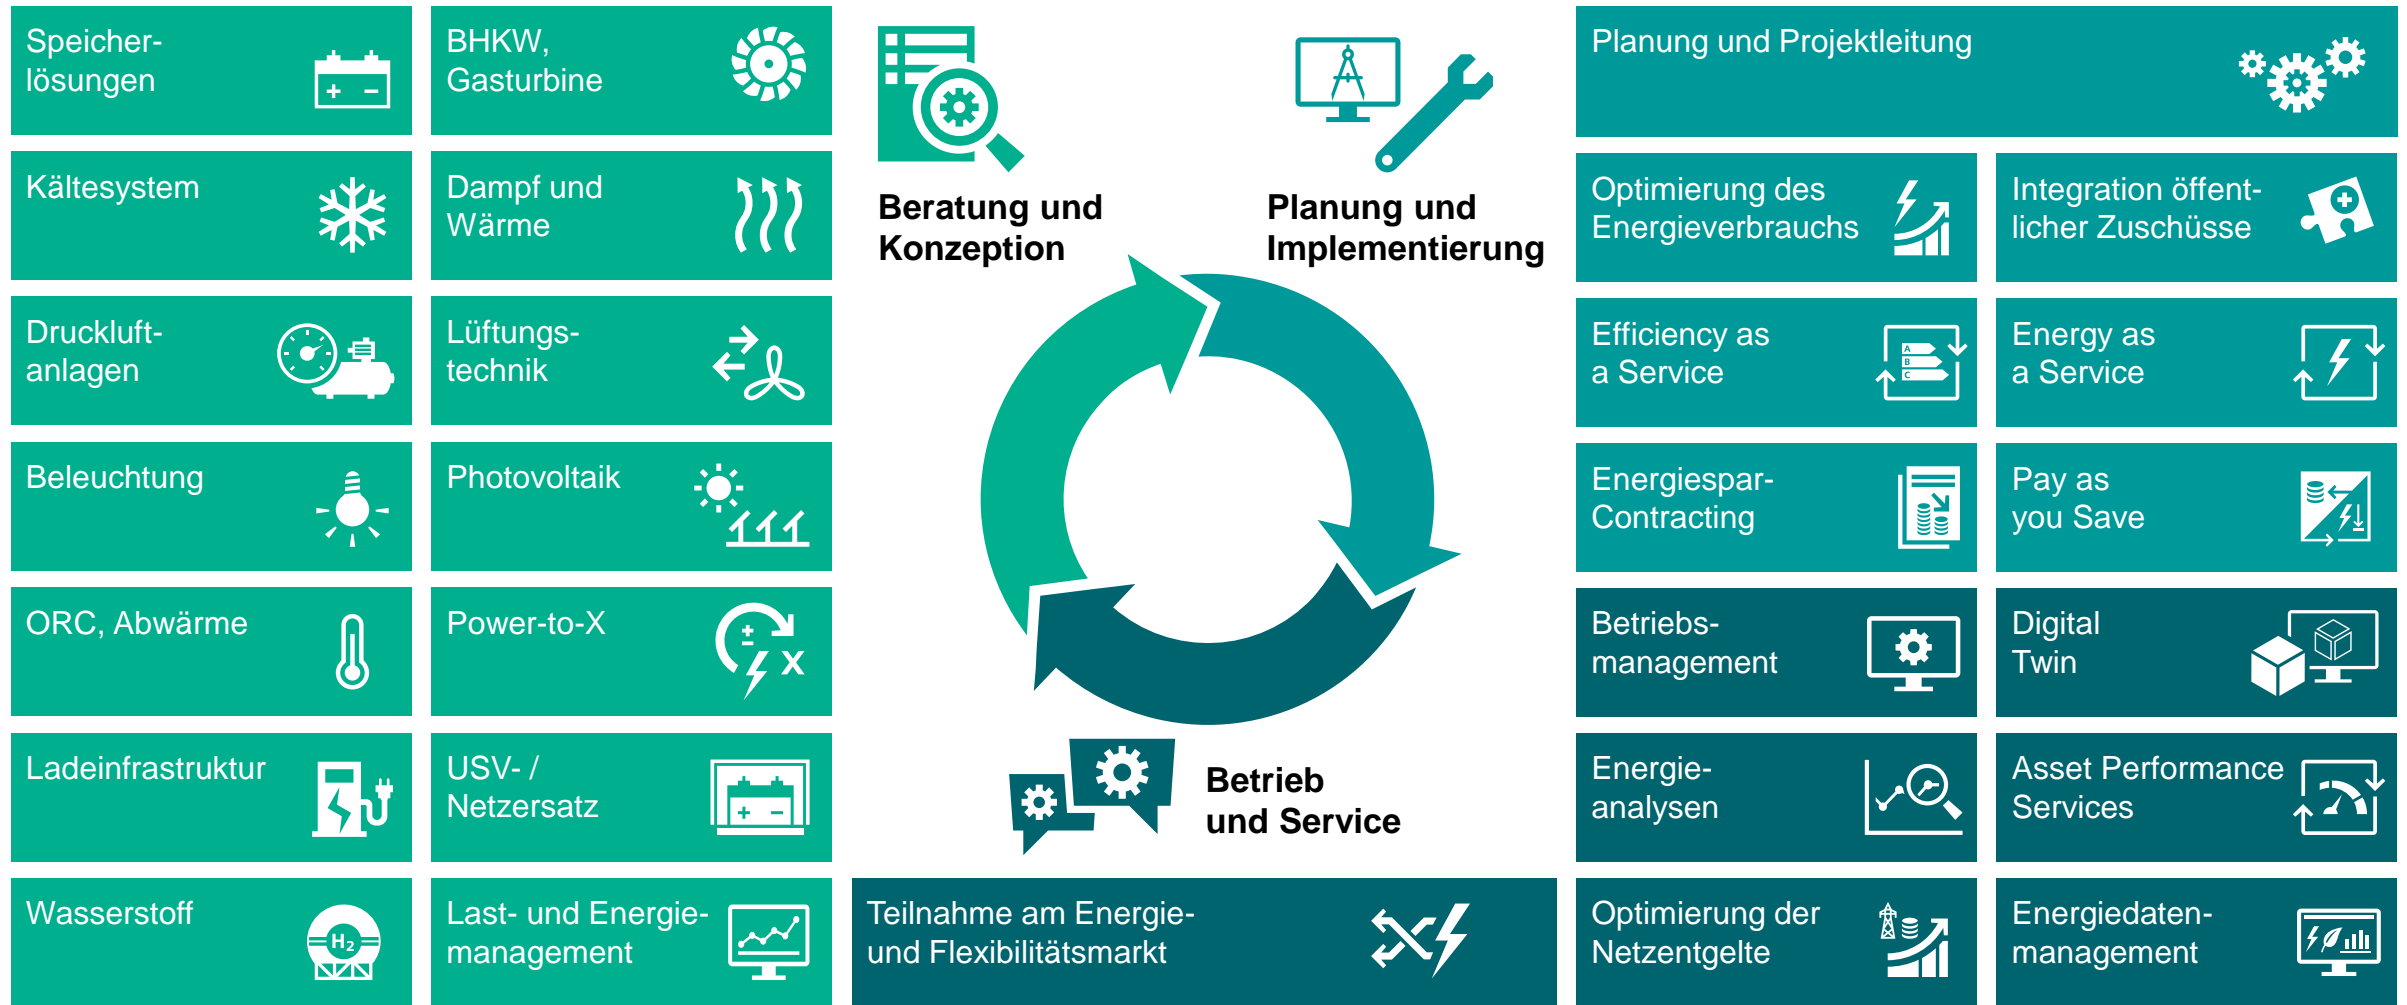 Speicher-
lösungen
BHKW,
Gasturbine
Kältesystem
Dampf und
Wärme
Druckluft-
anlagen
Lüftungs-
technik
Beleuchtung
Photovoltaik
ORC, Abwärme
Power-to-X
X
Ladeinfrastruktur
USV- /
Netzersatz
Wasserstoff
H2
Last- und Energie-
management
Beratung und
Konzeption
Planung und
Implementierung
Betrieb
und Service
Teilnahme am Energie-
und Flexibilitätsmarkt
Planung und Projektleitung
Optimierung des
Energieverbrauchs
Integration öffent-
licher Zuschüsse
Efficiency as
a Service
A
B
C
Energy as
a Service
Energiespar-
Contracting
Pay as
you Save
Betriebs-
management
Digital
Twin
Energie-
analysen
Asset Performance
Services
Optimierung der
Netzentgelte
Energiedaten-
management